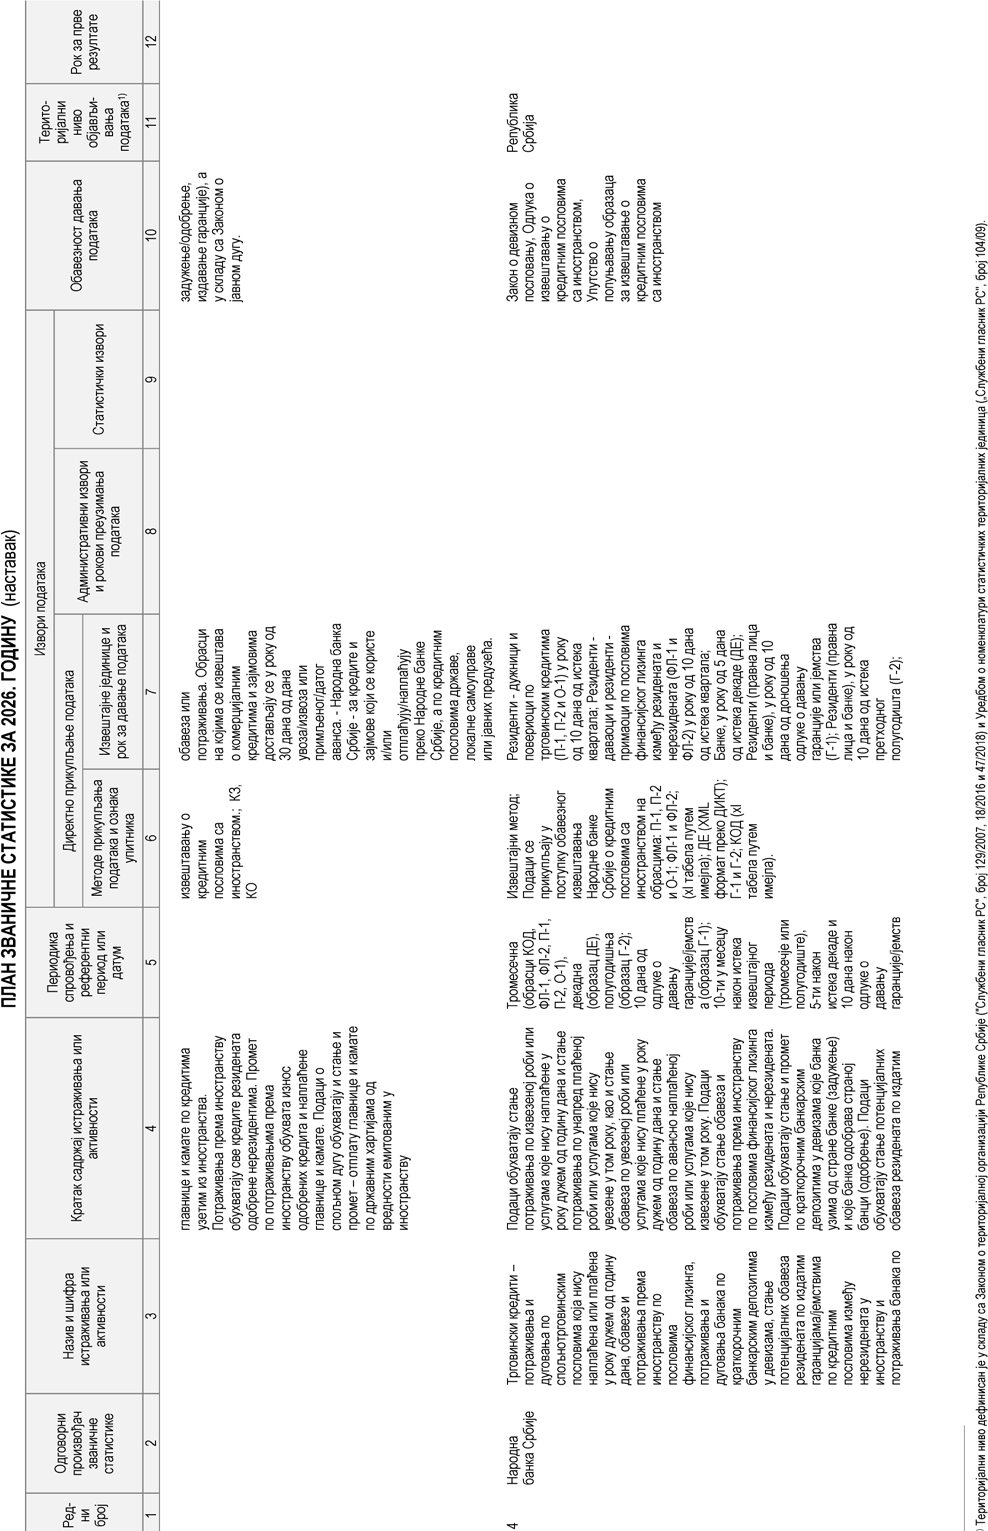 ПЛАН ЗВАНИЧНЕ СТАТИСТИКЕ ЗА 2026. ГОДИНУ (наставак)
Ред-
ни
број
Одговорни
произвођач
званичне
статистике
Назив и шифра
истраживања или
активности
Кратак садржај истраживања или
активности
Периодика
спровођења и
референтни
период или
датум
Извори података
Директно прикупљање података
Методе прикупљања
података и ознака
упитника
Извештајне јединице и
рок за давање података
Административни извори
и рокови преузимања
података
Статистички извори
Обавезност давања
података
Терито-
ријални
ниво
објављи-
вања
података1)
Рок за прве
резултате
1
2
3
4
5
6
7
8
9
10
11
12
главнице и камате по кредитима
узетим из иностранства.
Потраживања према иностранству
обухватају све кредите резидената
одобрене нерезидентима. Промет
по потраживањима према
иностранству обухвата износ
одобрених кредита и наплаћене
главнице и камате. Подаци о
спољном дугу обухватају и стање и
промет – отплату главнице и камате
по државним хартијама од
вредности емитованим у
иностранству
извештавању о
кредитним
пословима са
иностранством.; КЗ,
КО
обавеза или
потраживања. Обрасци
на којима се извештава
о комерцијалним
кредитима и зајмовима
достављају се у року од
30 дана од дана
увоза/извоза или
примљеног/датог
аванса. - Народна банка
Србије - за кредите и
зајмове који се користе
и/или
отплаћују/наплаћују
преко Народне банке
Србије, а по кредитним
пословима државе,
локалне самоуправе
или јавних предузећа.
задужење/одобрење,
издавање гаранције), а
у складу са Законом о
јавном дугу.
4
Народна
банка Србије
Трговински кредити –
потраживања и
дуговања по
спољнотрговинским
пословима која нису
наплаћена или плаћена
у року дужем од годину
дана, обавезе и
потраживања према
иностранству по
пословима
финансијског лизинга,
потраживања и
дуговања банака по
краткорочним
банкарским депозитима
у девизама, стање
потенцијалних обавеза
резидената по издатим
гаранцијама/јемствима
по кредитним
пословима између
нерезидената у
иностранству и
потраживања банака по
Подаци обухватају стање
потраживања по извезеној роби или
услугама које нису наплаћене у
року дужем од годину дана и стање
потраживања по унапред плаћеној
роби или услугама које нису
увезене у том року, као и стање
обавеза по увезеној роби или
услугама које нису плаћене у року
дужем од годину дана и стање
обавеза по авансно наплаћеној
роби или услугама које нису
извезене у том року. Подаци
обухватају стање обавеза и
потраживања према иностранству
по пословима финансијског лизинга
између резидената и нерезидената.
Подаци обухватају стање и промет
по краткорочним банкарским
депозитима у девизама које банка
узима од стране банке (задужење)
и које банка одобрава страној
банци (одобрење). Подаци
обухватају стање потенцијалних
обавеза резидената по издатим
Тромесечна
(обрасци КОД,
ФЛ-1, ФЛ-2, П-1,
П-2, О-1),
декадна
(образац ДЕ),
полугодишња
(образац Г-2);
10 дана од
одлуке о
давању
гаранције/јемств
а (образац Г-1);
10-ти у месецу
након истека
извештајног
периода
(тромесечје или
полугодиште),
5-ти након
истека декаде и
10 дана након
одлуке о
давању
гаранције/јемств
Извештајни метод;
Подаци се
прикупљају у
поступку обавезног
извештавања
Народне банке
Србије о кредитним
пословима са
иностранством на
обрасцима: П-1, П-2
и О-1; ФЛ-1 и ФЛ-2;
(xl табела путем
имејла); ДЕ (XML
формат преко ДИКТ);
Г-1 и Г-2; КОД (xl
табела путем
имејла).
Резиденти - дужници и
повериоци по
трговинским кредитима
(П-1, П-2 и О-1) у року
од 10 дана од истека
квартала; Резиденти -
даваоци и резиденти -
примаоци по пословима
финансијског лизинга
између резидената и
нерезидената (ФЛ-1 и
ФЛ-2) у року од 10 дана
од истека квартала;
Банке, у року од 5 дана
од истека декаде (ДЕ);
Резиденти (правна лица
и банке), у року од 10
дана од доношења
одлуке о давању
гаранције или јемства
(Г-1); Резиденти (правна
лица и банке), у року од
10 дана од истека
претходног
полугодишта (Г-2);
Закон о девизном
пословању, Одлука о
извештавању о
кредитним пословима
са иностранством,
Упутство о
попуњавању образаца
за извештавање о
кредитним пословима
са иностранством
Република
Србија
) Територијални ниво дефинисан је у складу са Законом о територијалној организацији Републике Србије ("Службени гласник РС", број 129/2007, 18/2016 и 47/2018) и Уредбом о номенклатури статистичких територијалних јединица („Службени гласник РС“, број 104/09).